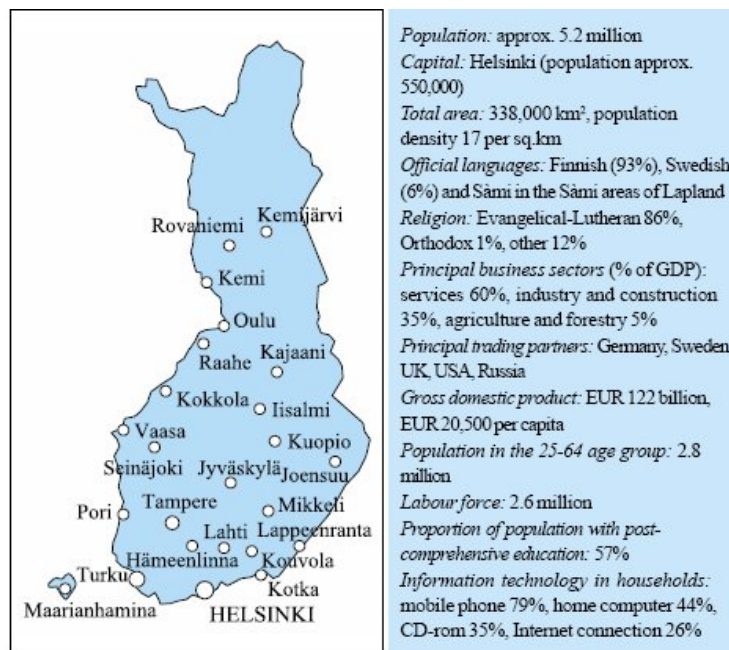 Rovaniemi
Kemijärvi
Kemi
Oulu
Raahe
Kajaani
Kokkola
Iisalmi
Vaasa
Kuopio
Seinäjoki
Jyväskylä
Joensuu
Tampere
Mikkeli
Pori
Lahti
Lappeenranta
Hämeenlinna
Kouvola
Turku
Kotka
Maarianhamina
HELSINKI
Population: approx. 5.2 million
Capital: Helsinki (population approx.
550,000)
Total area: 338,000 km², population
density 17 per sq.km
Official languages: Finnish (93%), Swedish
(6%) and Sàmi in the Sàmi areas of Lapland
Religion: Evangelical-Lutheran 86%,
Orthodox 1%, other 12%
Principal business sectors (% of GDP):
services 60%, industry and construction
35%, agriculture and forestry 5%
Principal trading partners: Germany, Sweden
UK, USA, Russia
Gross domestic product: EUR 122 billion,
EUR 20,500 per capita
Population in the 25-64 age group: 2.8
million
Labour force: 2.6 million
Proportion of population with post-
comprehensive education: 57%
Information technology in households:
mobile phone 79%, home computer 44%,
CD-rom 35%, Internet connection 26%